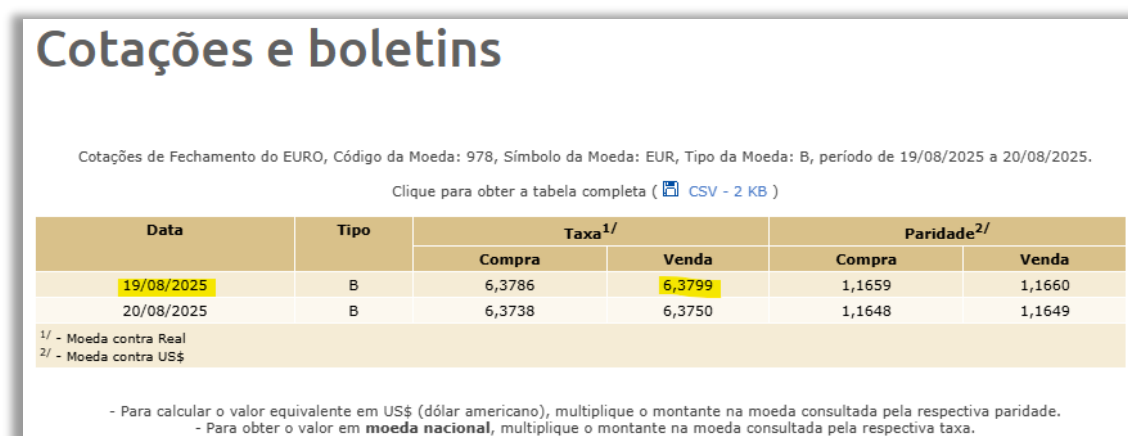 Cotações e boletins
Cotações de Fechamento do EURO, Código da Moeda: 978, Símbolo da Moeda: EUR, Tipo da Moeda: B, período de 19/08/2025 a 20/08/2025.
Clique para obter a tabela completa ( CSV - 2 KB )
Data Tipo Taxa1/ Paridade2/
Compra Venda Compra Venda
19/08/2025 B 6,3786 6,3799 1,1659 1,1660
20/08/2025 B 6,3738 6,3750 1,1648 1,1649
1/ - Moeda contra Real
2/ - Moeda contra US$
- Para calcular o valor equivalente em US$ (dólar americano), multiplique o montante na moeda consultada pela respectiva paridade.
- Para obter o valor em moeda nacional, multiplique o montante na moeda consultada pela respectiva taxa.